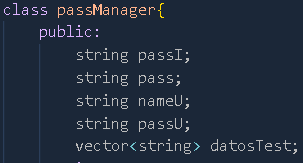 class passManager{
public:
string passI;
string pass;
string nameU;
string passU;
vector<string> datosTest;